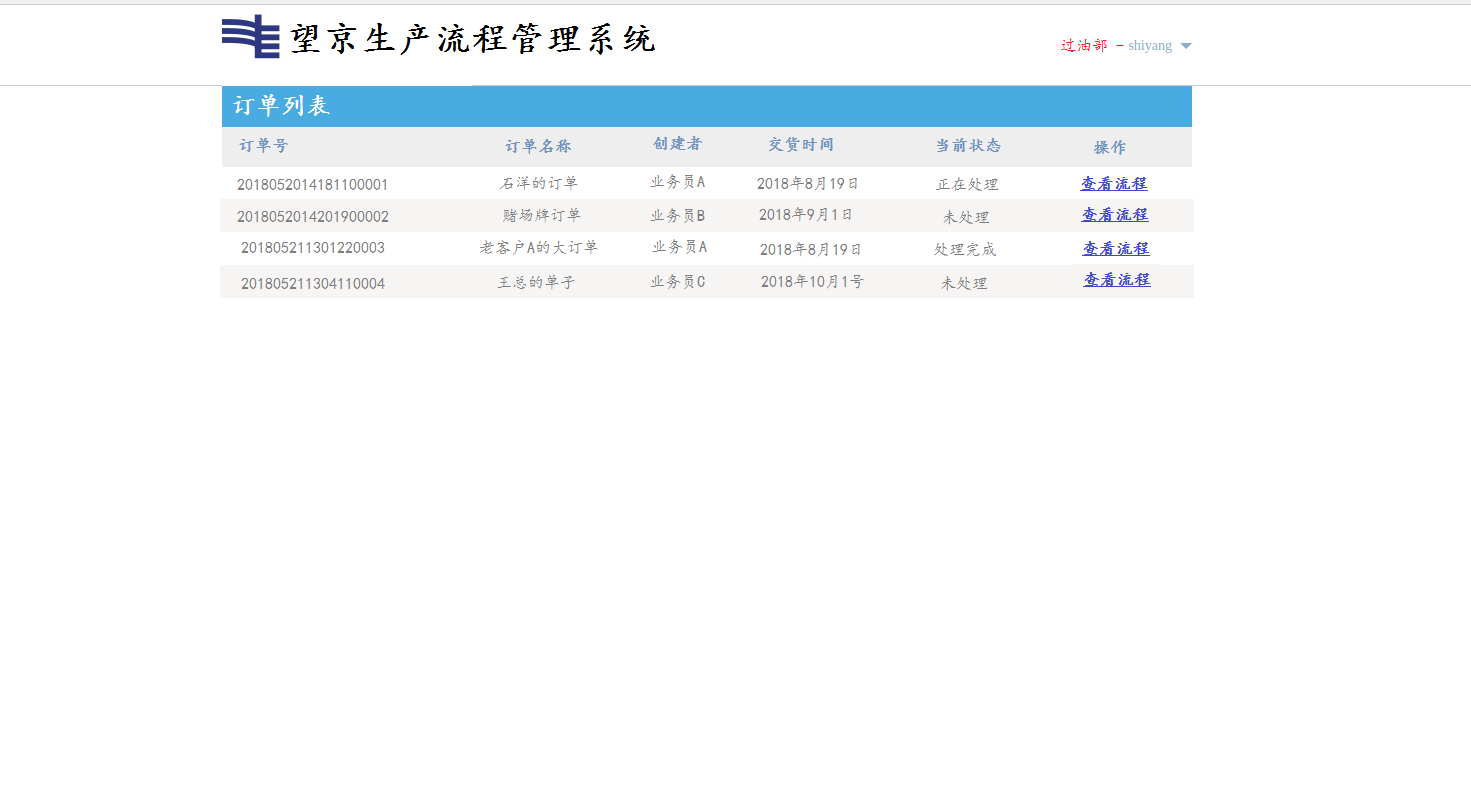 望京生产流程管理系统
过油部 - shiyang
订单列表
订单号 订单名称 创建者 交货时间 当前状态 操作
2018052014181100001 石洋的订单 业务员A 2018年8月19日 正在处理 查看流程
2018052014201900002 赌场牌订单 业务员B 2018年9月1日 未处理 查看流程
201805211301220003 老客户A的大订单 业务员A 2018年8月19日 处理完成 查看流程
201805211304110004 王总的单子 业务员C 2018年10月1号 未处理 查看流程